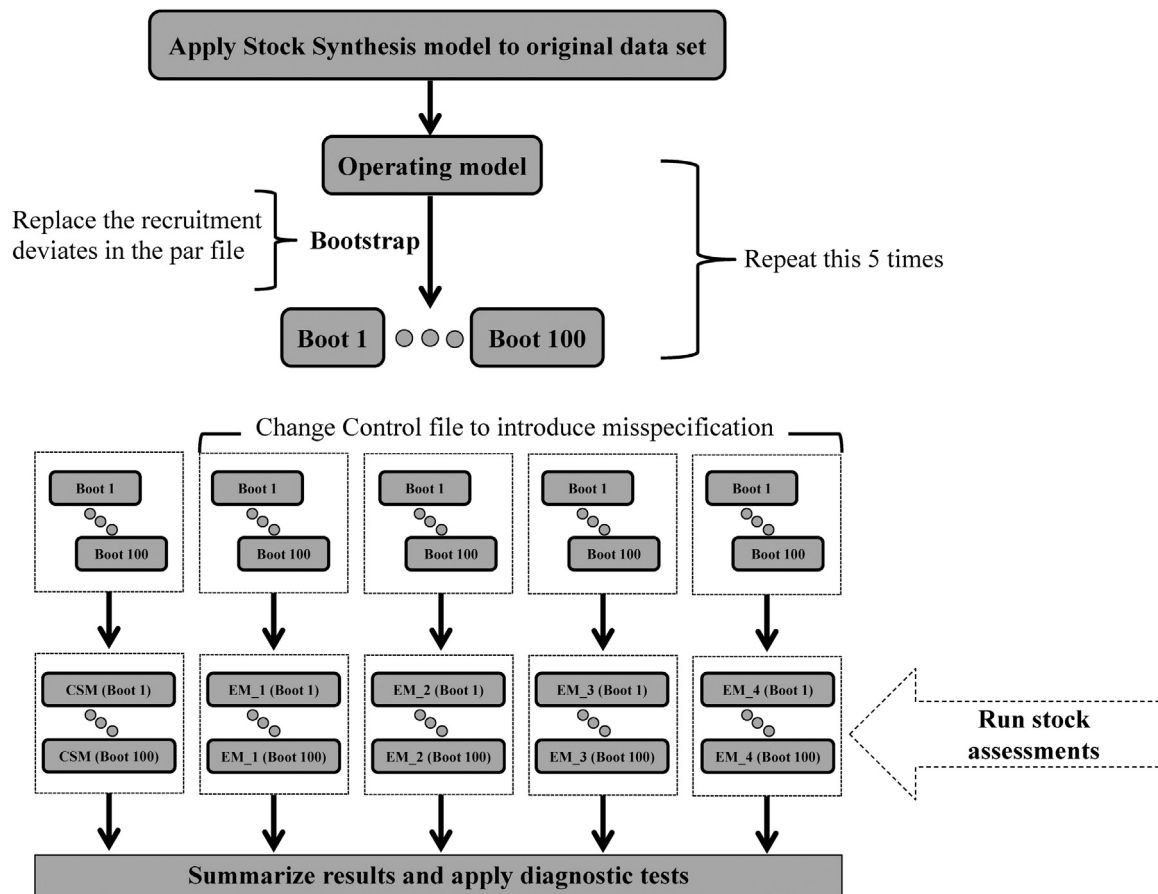 Apply Stock Synthesis model to original data set
Operating model
Replace the recruitment
deviates in the par file
Bootstrap
Repeat this 5 times
Boot 1
Boot 100
Change Control file to introduce misspecification
Boot 1
Boot 1
Boot 1
Boot 1
Boot 1
Boot 100
Boot 100
Boot 100
Boot 100
Boot 100
CSM (Boot 1)
EM_1 (Boot 1)
EM_2 (Boot 1)
EM_3 (Boot 1)
EM_4 (Boot 1)
CSM (Boot 100)
EM_1 (Boot 100)
EM_2 (Boot 100)
EM_3 (Boot 100)
EM_4 (Boot 100)
Run stock
assessments
Summarize results and apply diagnostic tests